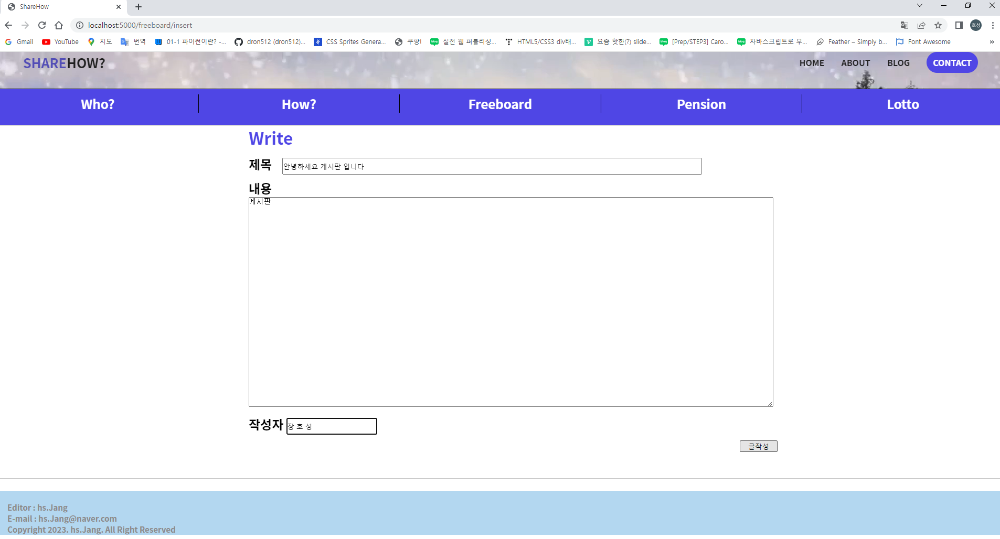 ShareHow
localhost:5000/freeboard/insert
호성
Gmail YouTube 지도 번역 01-1 파이썬이란? -... dron512 (dron512)... CSS Sprites Genera... 쿠팡! 실전 웹 퍼블리싱... HTML5/CSS3 div태... 요즘 핫한(?) slide... [Prep/STEP3] Caro... 자바스크립트로 무... Feather – Simply b... Font Awesome »
SHAREHOW? HOME ABOUT BLOG CONTACT
Who? How? Freeboard Pension Lotto
Write
제목 안녕하세요 게시판 입니다
내용
게시판
작성자 장 호 성
글작성
Editor : hs.Jang
E-mail : hs.Jang@naver.com
Copyright 2023. hs.Jang. All Right Reserved